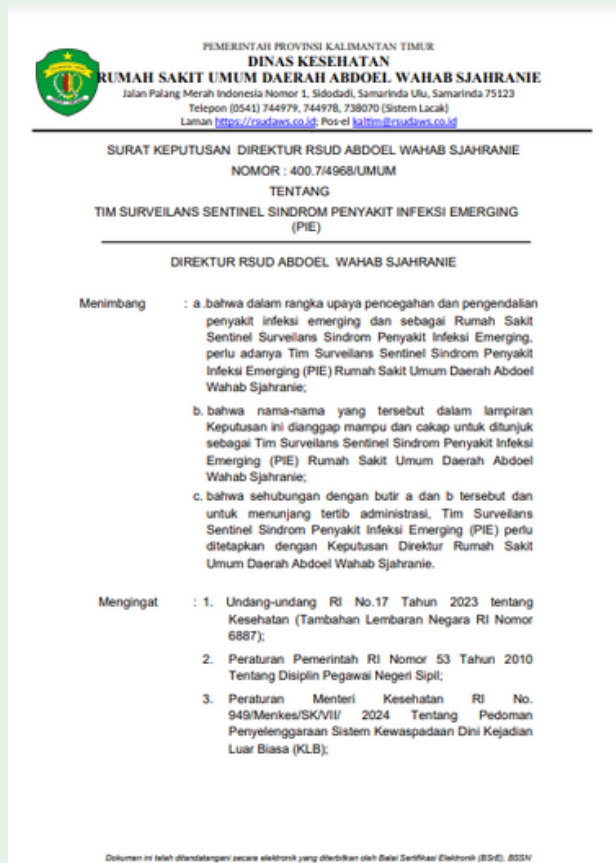 PEMERINTAH PROVINSI KALIMANTAN TIMUR
DINAS KESEHATAN
RUMAH SAKIT UMUM DAERAH ABDOEL WAHAB SJAHRANIE
Jalan Palang Merah Indonesia Nomor 1, Sidodadi, Samarinda Ulu, Samarinda 75123
Telepon (0541) 744979, 744978, 738070 (Sistem Lacak)
Laman https://rsudaws.co.id; Pos-el kaltim@rsudaws.co.id
SURAT KEPUTUSAN DIREKTUR RSUD ABDOEL WAHAB SJAHRANIE
NOMOR : 400.7/4968/UMUM
TENTANG
TIM SURVEILANS SENTINEL SINDROM PENYAKIT INFEKSI EMERGING
(PIE)
DIREKTUR RSUD ABDOEL WAHAB SJAHRANIE
Menimbang : a .bahwa dalam rangka upaya pencegahan dan pengendalian
penyakit infeksi emerging dan sebagai Rumah Sakit
Sentinel Surveilans Sindrom Penyakit Infeksi Emerging,
perlu adanya Tim Surveilans Sentinel Sindrom Penyakit
Infeksi Emerging (PIE) Rumah Sakit Umum Daerah Abdoel
Wahab Sjahranie;
b. bahwa nama-nama yang tersebut dalam lampiran
Keputusan ini dianggap mampu dan cakap untuk ditunjuk
sebagai Tim Surveilans Sentinel Sindrom Penyakit Infeksi
Emerging (PIE) Rumah Sakit Umum Daerah Abdoel
Wahab Sjahranie;
c. bahwa sehubungan dengan butir a dan b tersebut dan
untuk menunjang tertib administrasi, Tim Surveilans
Sentinel Sindrom Penyakit Infeksi Emerging (PIE) perlu
ditetapkan dengan Keputusan Direktur Rumah Sakit
Umum Daerah Abdoel Wahab Sjahranie.
Mengingat : 1. Undang-undang RI No.17 Tahun 2023 tentang
Kesehatan (Tambahan Lembaran Negara RI Nomor
6887);
2. Peraturan Pemerintah RI Nomor 53 Tahun 2010
Tentang Disiplin Pegawai Negeri Sipil;
3. Peraturan Menteri Kesehatan RI No.
949/Menkes/SK/VII/ 2024 Tentang Pedoman
Penyelenggaraan Sistem Kewaspadaan Dini Kejadian
Luar Biasa (KLB);
Dokumen ini telah ditandatangani secara elektronik yang diterbitkan oleh Balai Sertifikasi Elektronik (BSrE), BSSN